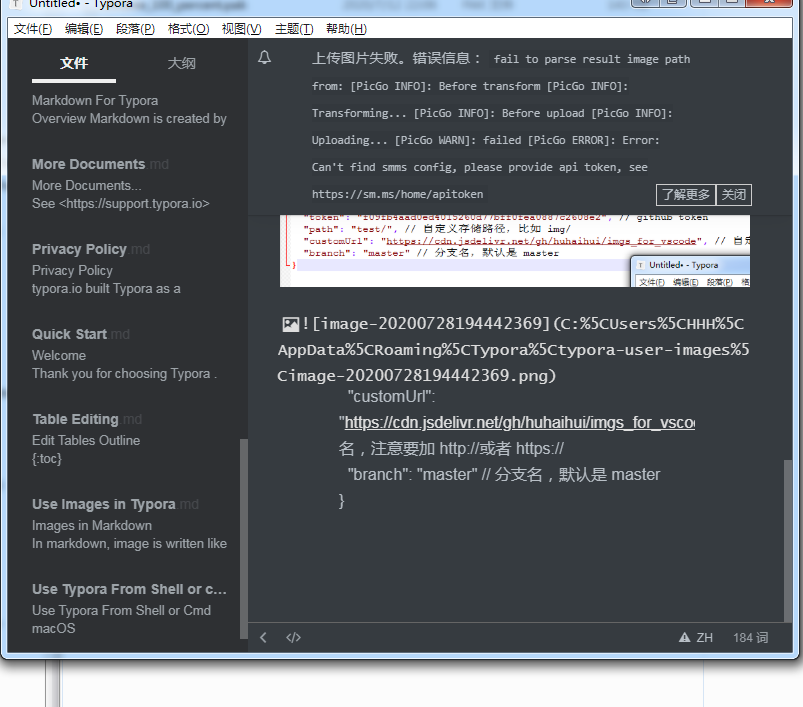 Untitled• - Typora
文件(F) 编辑(E) 段落(P) 格式(O) 视图(V) 主题(T) 帮助(H)
文件 大纲
Markdown For Typora
Overview Markdown is created by
More Documents.md
More Documents...
See <https://support.typora.io>
Privacy Policy.md
Privacy Policy
typora.io built Typora as a
Quick Start.md
Welcome
Thank you for choosing Typora .
Table Editing.md
Edit Tables Outline
{:toc}
Use Images in Typora.md
Images in Markdown
In markdown, image is written like
Use Typora From Shell or c...
Use Typora From Shell or Cmd
macOS
上传图片失败。错误信息： fail to parse result image path
from: [PicGo INFO]: Before transform [PicGo INFO]:
Transforming... [PicGo INFO]: Before upload [PicGo INFO]:
Uploading... [PicGo WARN]: failed [PicGo ERROR]: Error:
Can't find smms config, please provide api token, see
https://sm.ms/home/apitoken
了解更多 关闭
"path": "test/", // 自定义存储路径，比如 img/
"customUrl": "https://cdn.jsdelivr.net/gh/huhaihui/imgs_for_vscode", // 自定
"branch": "master" // 分支名，默认是 master
}
Untitled• - Typora
文件(F) 编辑(E) 段落(P) 格
![image-20200728194442369](C:%5CUsers%5CHHH%5C
AppData%5CRoaming%5CTypora%5Ctypora-user-images%5
Cimage-20200728194442369.png)
"customUrl":
"https://cdn.jsdelivr.net/gh/huhaihui/imgs_for_vsco
名，注意要加 http://或者 https://
"branch": "master" // 分支名，默认是 master
}
</> ZH 184 词